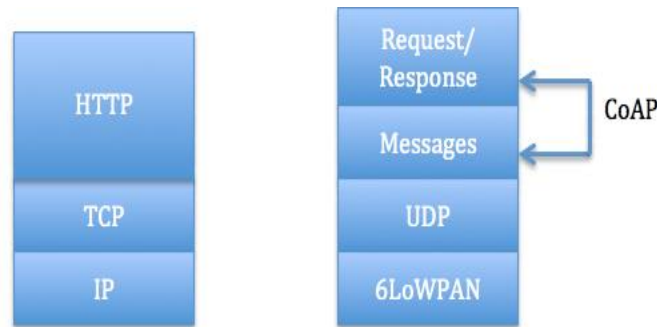 HTTP
TCP
IP
Request/
Response
Messages
UDP
6LoWPAN
CoAP